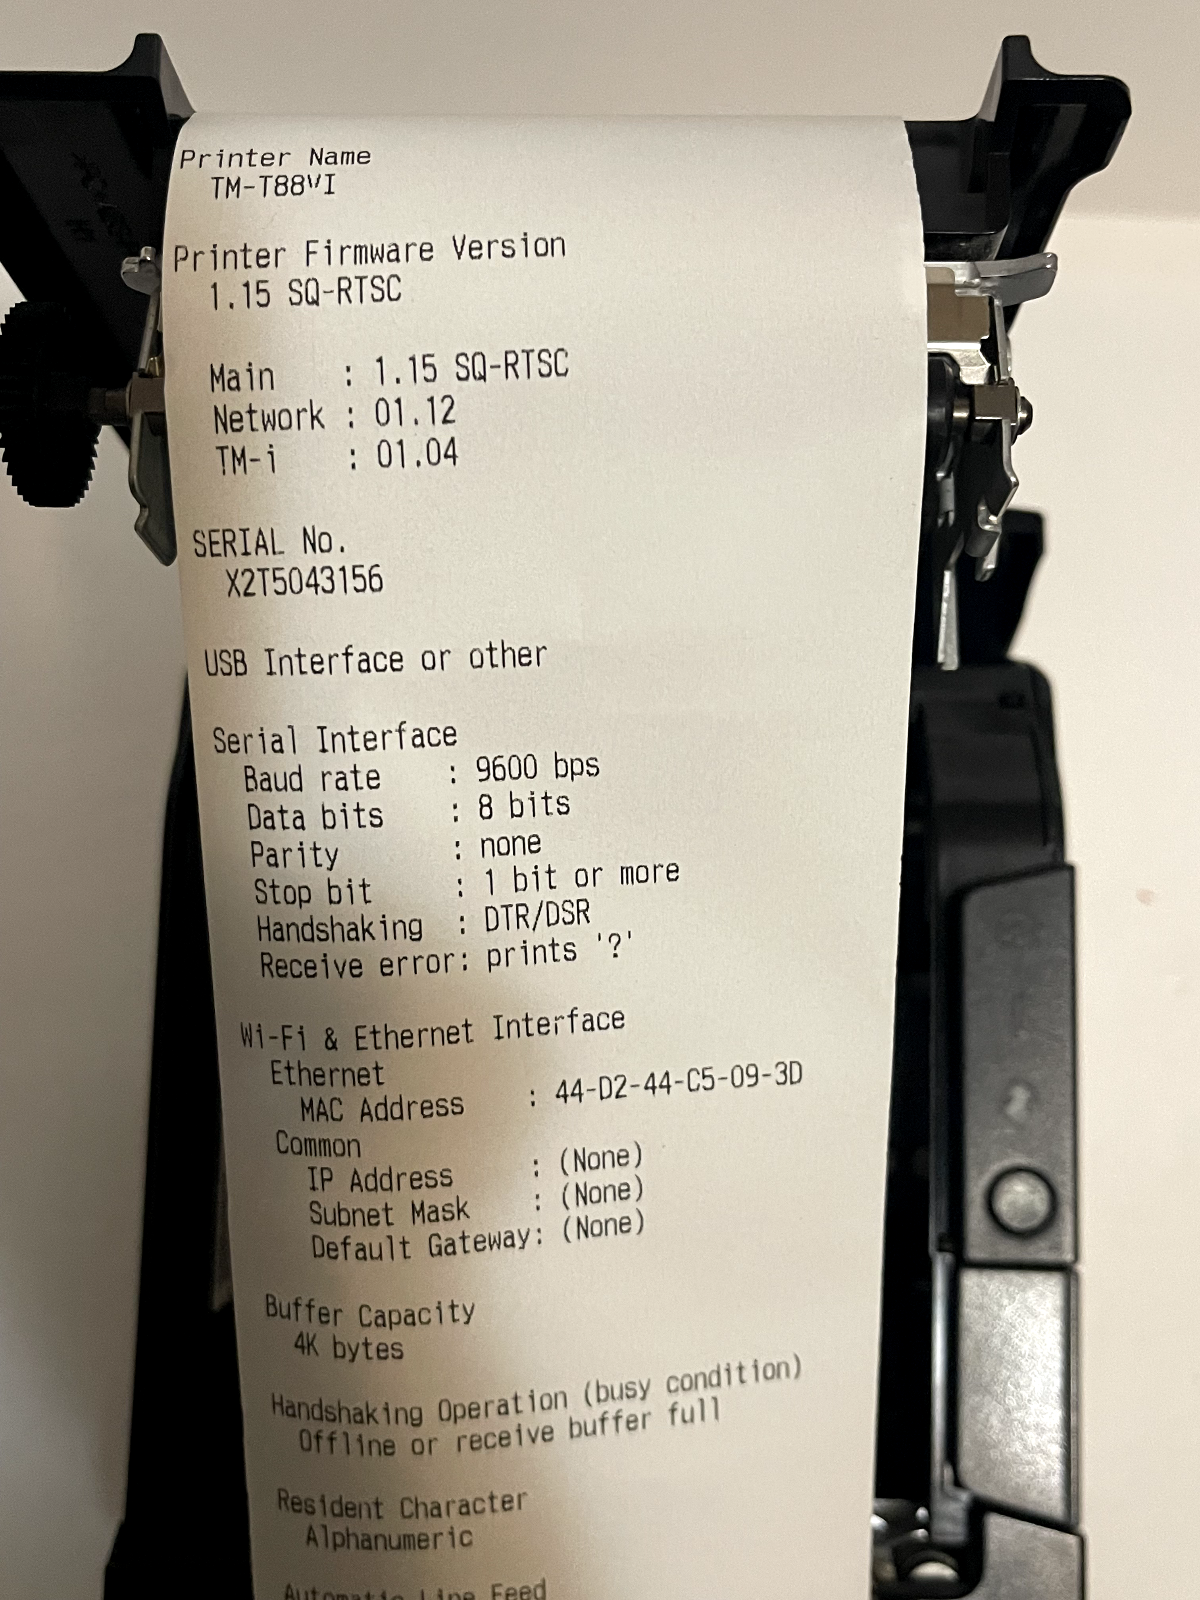 Printer Name
TM-T88VI
Printer Firmware Version
1.15 SQ-RTSC
Main : 1.15 SQ-RTSC
Network : 01.12
TM-i : 01.04
SERIAL No.
X2T5043156
USB Interface or other
Serial Interface
Baud rate : 9600 bps
Data bits : 8 bits
Parity : none
Stop bit : 1 bit or more
Handshaking : DTR/DSR
Receive error: prints '?'
Wi-Fi & Ethernet Interface
Ethernet
MAC Address : 44-D2-44-C5-09-3D
Common
IP Address : (None)
Subnet Mask : (None)
Default Gateway: (None)
Buffer Capacity
4K bytes
Handshaking Operation (busy condition)
Offline or receive buffer full
Resident Character
Alphanumeric
Automatic Line Feed